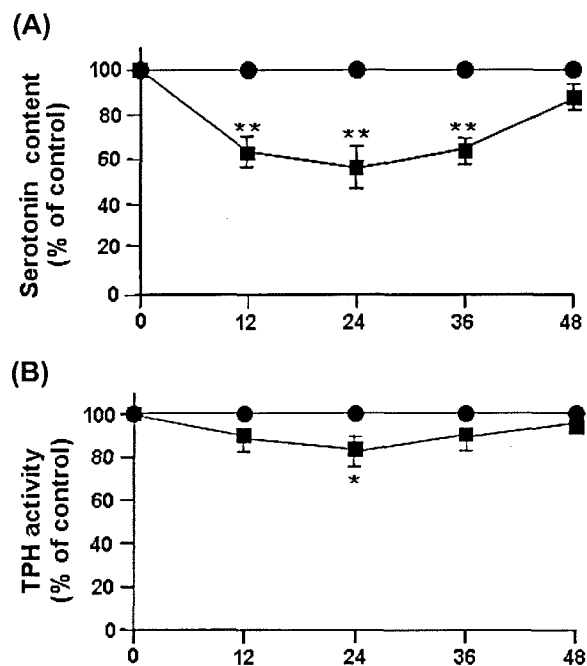 (A)
Serotonin content
(% of control)
100
80
60
40
20
0
** ** **
0 12 24 36 48
(B)
TPH activity
(% of control)
100
80
60
40
20
0
*
0 12 24 36 48